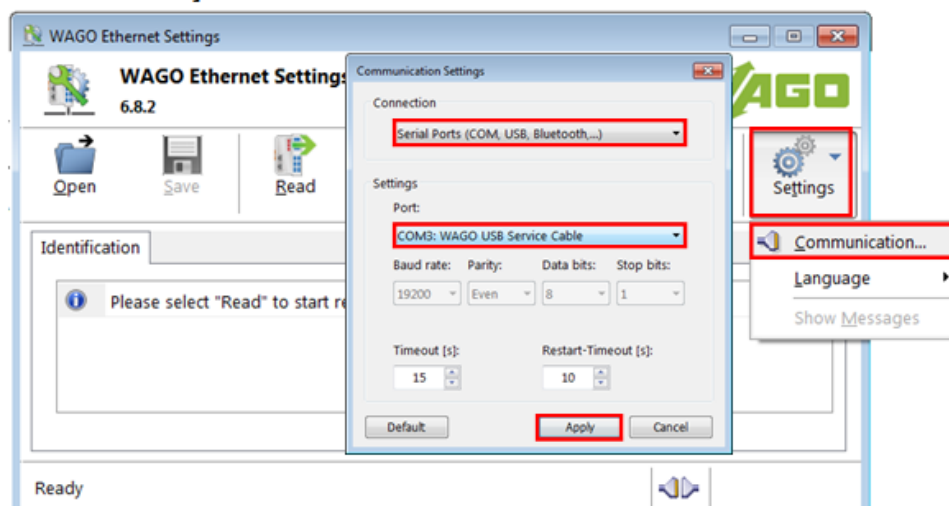 WAGO Ethernet Settings
WAGO Ethernet Settings
6.8.2
WAGO
Open
Save
Read
Settings
Communication...
Language
Show Messages
Identification
Please select "Read" to start re
Communication Settings
Connection
Serial Ports (COM, USB, Bluetooth,...)
Settings
Port:
COM3: WAGO USB Service Cable
Baud rate: Parity: Data bits: Stop bits:
19200 Even 8 1
Timeout [s]: Restart-Timeout [s]:
15 10
Default Apply Cancel
Ready